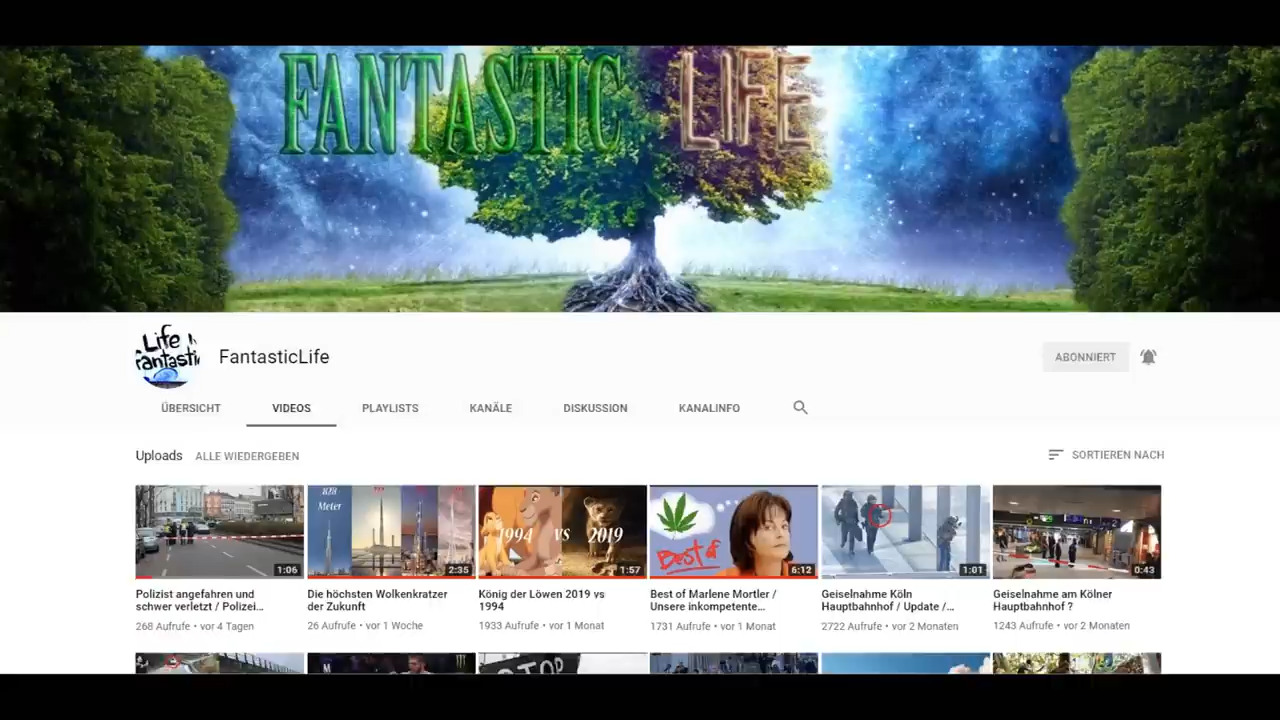 FANTASTIC LIFE
Life
Fantastic
FantasticLife
ABONNIERT
ÜBERSICHT VIDEOS PLAYLISTS KANÄLE DISKUSSION KANALINFO
Uploads ALLE WIEDERGEBEN
SORTIEREN NACH
828
Meter
???
1994 VS 2019
Best of
1:06
2:35
1:57
6:12
1:01
0:43
Polizist angefahren und
schwer verletzt / Polizei...
268 Aufrufe • vor 4 Tagen
Die höchsten Wolkenkratzer
der Zukunft
26 Aufrufe • vor 1 Woche
König der Löwen 2019 vs
1994
1933 Aufrufe • vor 1 Monat
Best of Marlene Mortler /
Unsere inkompetente...
1731 Aufrufe • vor 1 Monat
Geiselnahme Köln
Hauptbahnhof / Update /...
2722 Aufrufe • vor 2 Monaten
Geiselnahme am Kölner
Hauptbahnhof ?
1243 Aufrufe • vor 2 Monaten
STOP